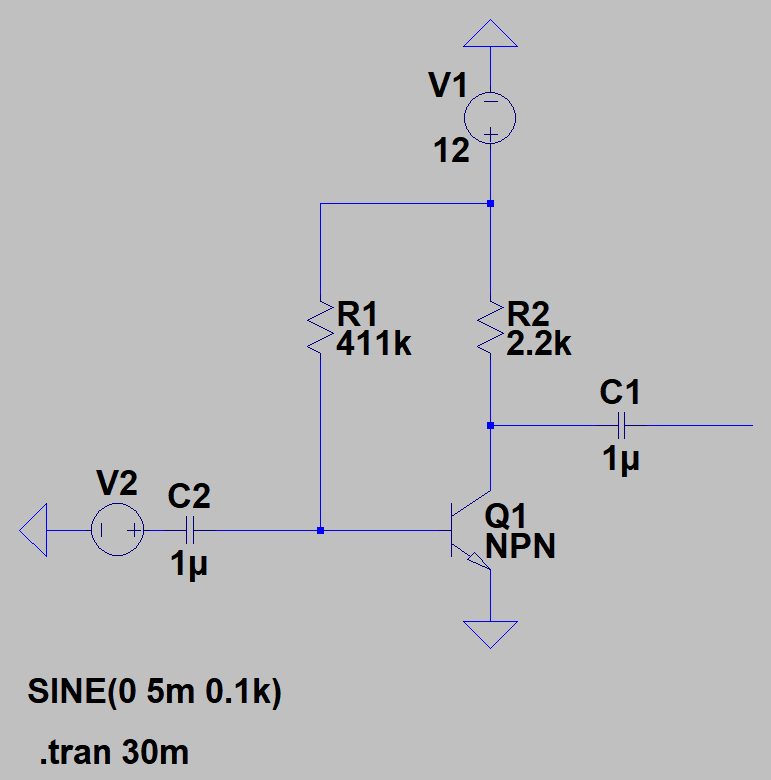 V1
12
R1
411k
R2
2.2k
C1
1µ
V2
C2
1µ
Q1
NPN
SINE(0 5m 0.1k)
.tran 30m